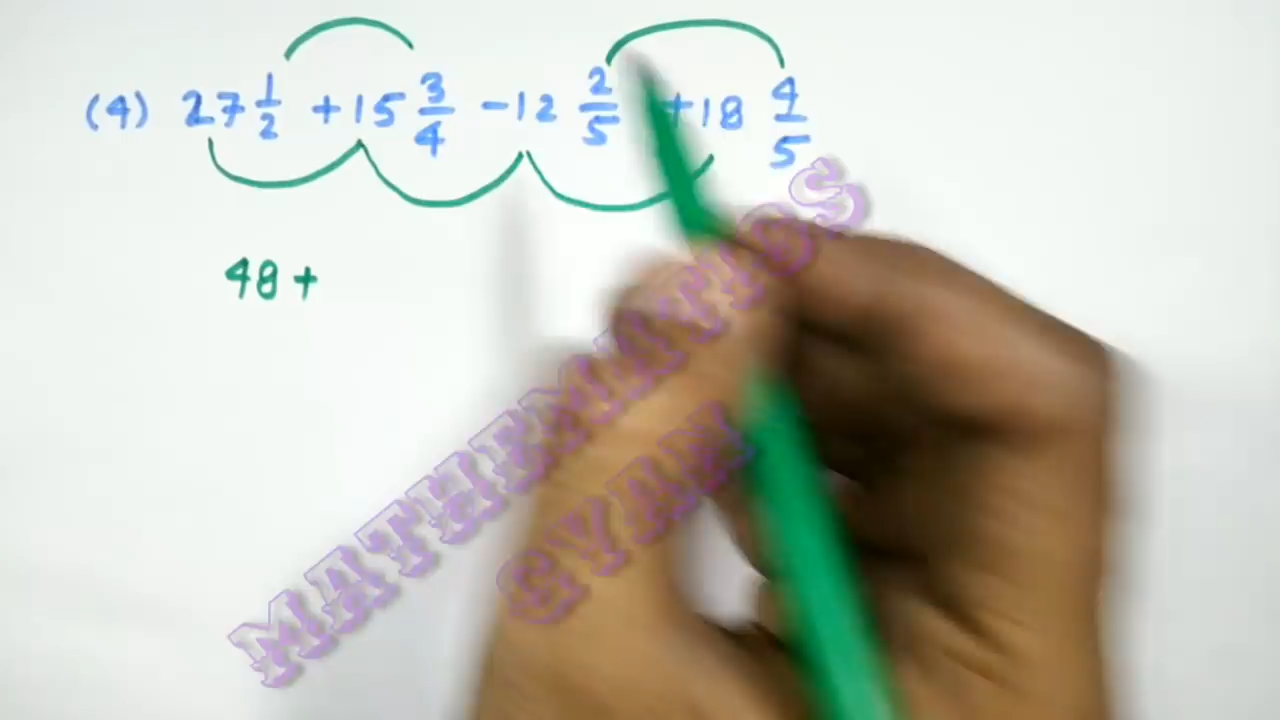 (4) 27 1/2 + 15 3/4 - 12 2/5 + 18 4/5
48 +
MATHEMATICS
GYAN